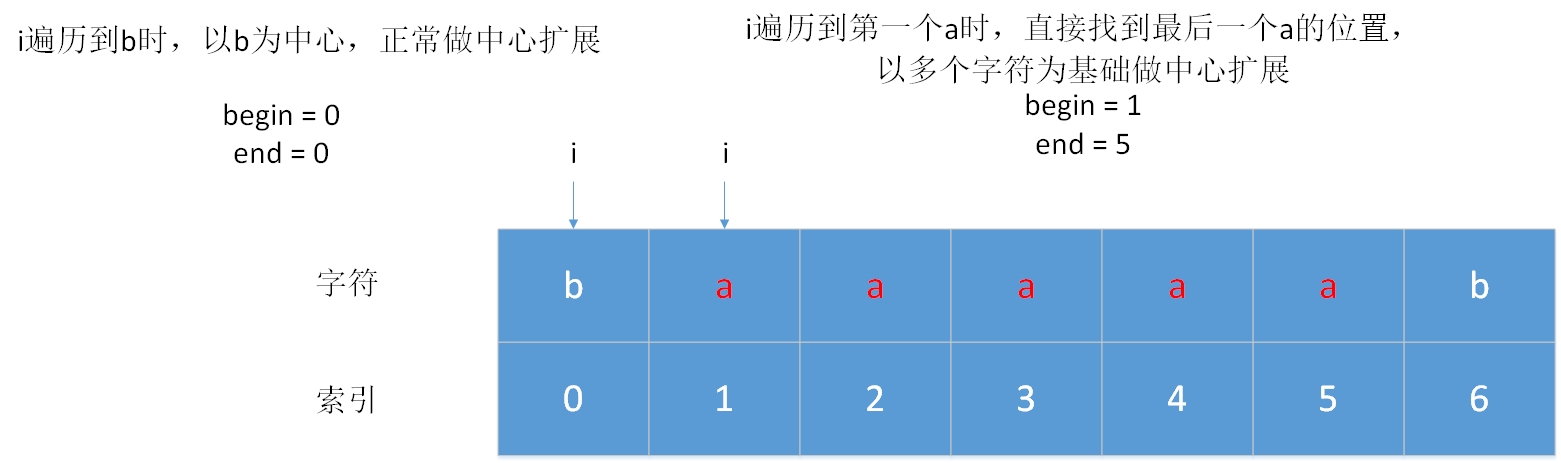 i遍历到b时，以b为中心，正常做中心扩展
begin = 0
end = 0
i遍历到第一个a时，直接找到最后一个a的位置，
以多个字符为基础做中心扩展
begin = 1
end = 5
i i
字符 b a a a a a b
索引 0 1 2 3 4 5 6